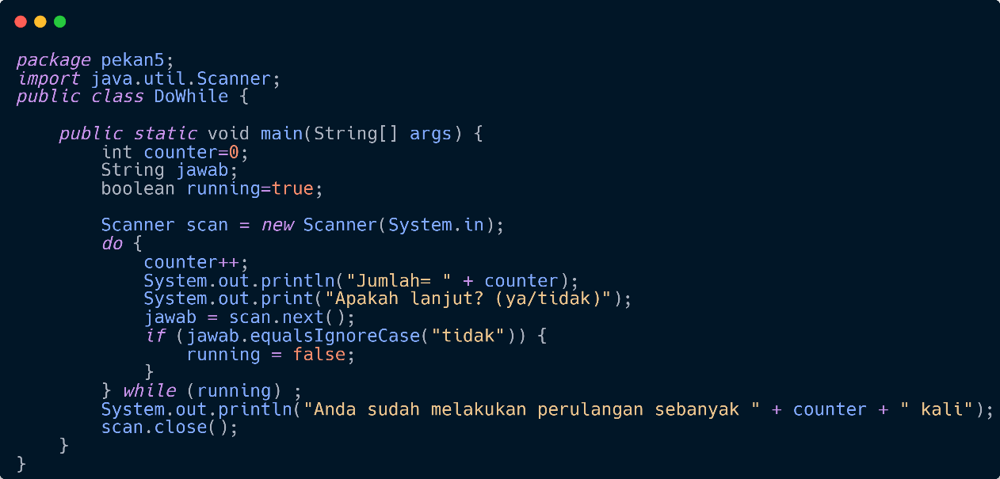 package pekan5;
import java.util.Scanner;
public class DoWhile {
    public static void main(String[] args) {
        int counter=0;
        String jawab;
        boolean running=true;
        Scanner scan = new Scanner(System.in);
        do {
            counter++;
            System.out.println("Jumlah= " + counter);
            System.out.print("Apakah lanjut? (ya/tidak)");
            jawab = scan.next();
            if (jawab.equalsIgnoreCase("tidak")) {
                running = false;
            }
        } while (running) ;
        System.out.println("Anda sudah melakukan perulangan sebanyak " + counter + " kali");
        scan.close();
    }
}